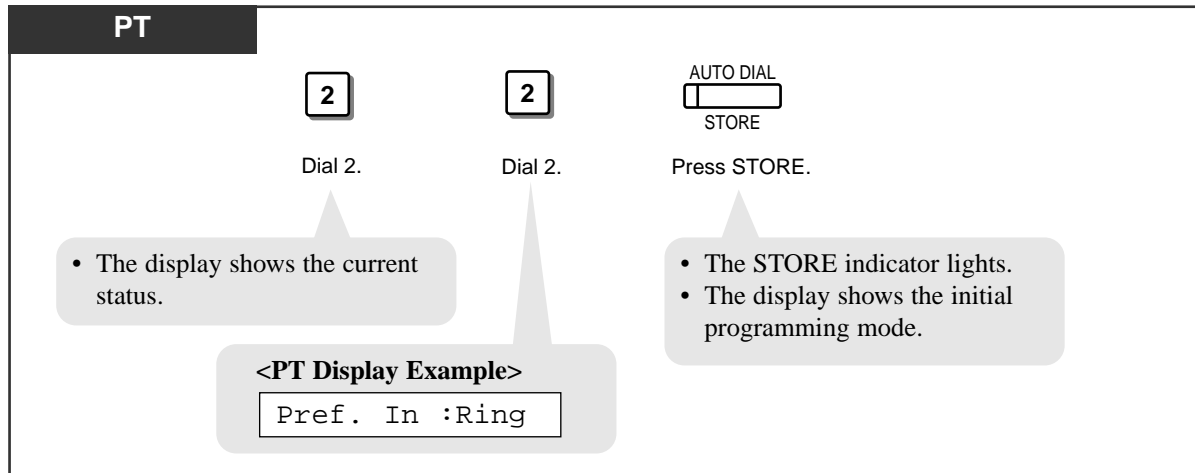 PT
2
2
AUTO DIAL
STORE
Dial 2.
Dial 2.
Press STORE.
• The display shows the current
status.
• The STORE indicator lights.
• The display shows the initial
programming mode.
<PT Display Example>
Pref. In :Ring